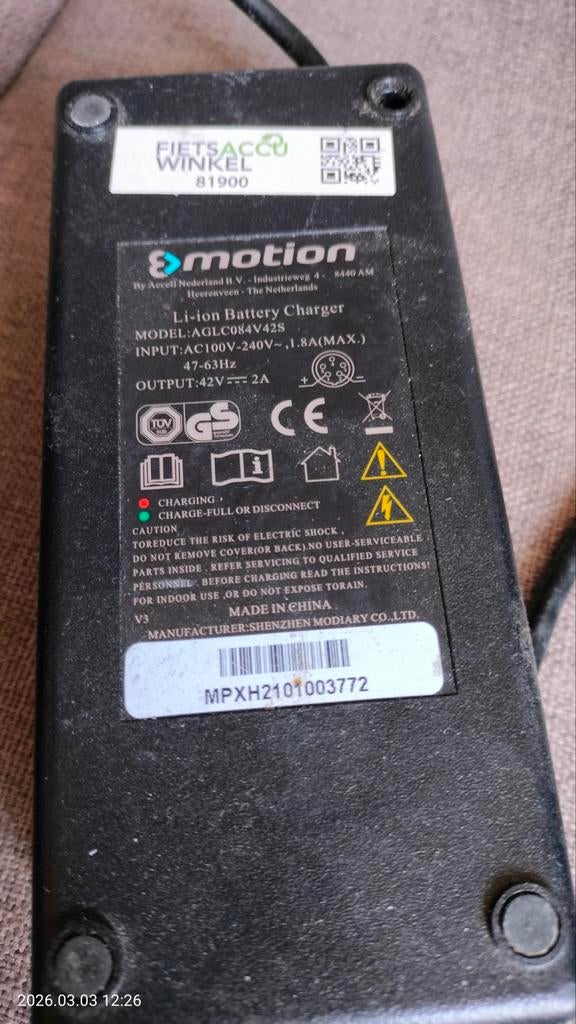 FIETSACCU
WINKEL
81900
E>motion
By Accell Nederland B.V. - Industrieweg 4 - 8440 AM
Heerenveen - The Netherlands
Li-ion Battery Charger
MODEL:AGLC084V42S
INPUT:AC100V-240V~,1.8A(MAX.)
47-63Hz
OUTPUT:42V⎓2A
+ -
TÜV
SÜD
GS
CE
CHARGING
CHARGE-FULL OR DISCONNECT
CAUTION
TOREDUCE THE RISK OF ELECTRIC SHOCK ,
DO NOT REMOVE COVER(OR BACK).NO USER-SERVICEABLE
PARTS INSIDE . REFER SERVICING TO QUALIFIED SERVICE
PERSONNEL . BEFORE CHARGING READ THE INSTRUCTIONS!
FOR INDOOR USE ,OR DO NOT EXPOSE TORAIN.
V3 MADE IN CHINA
MANUFACTURER:SHENZHEN MODIARY CO.,LTD.
MPXH2101003772
2026.03.03 12:26